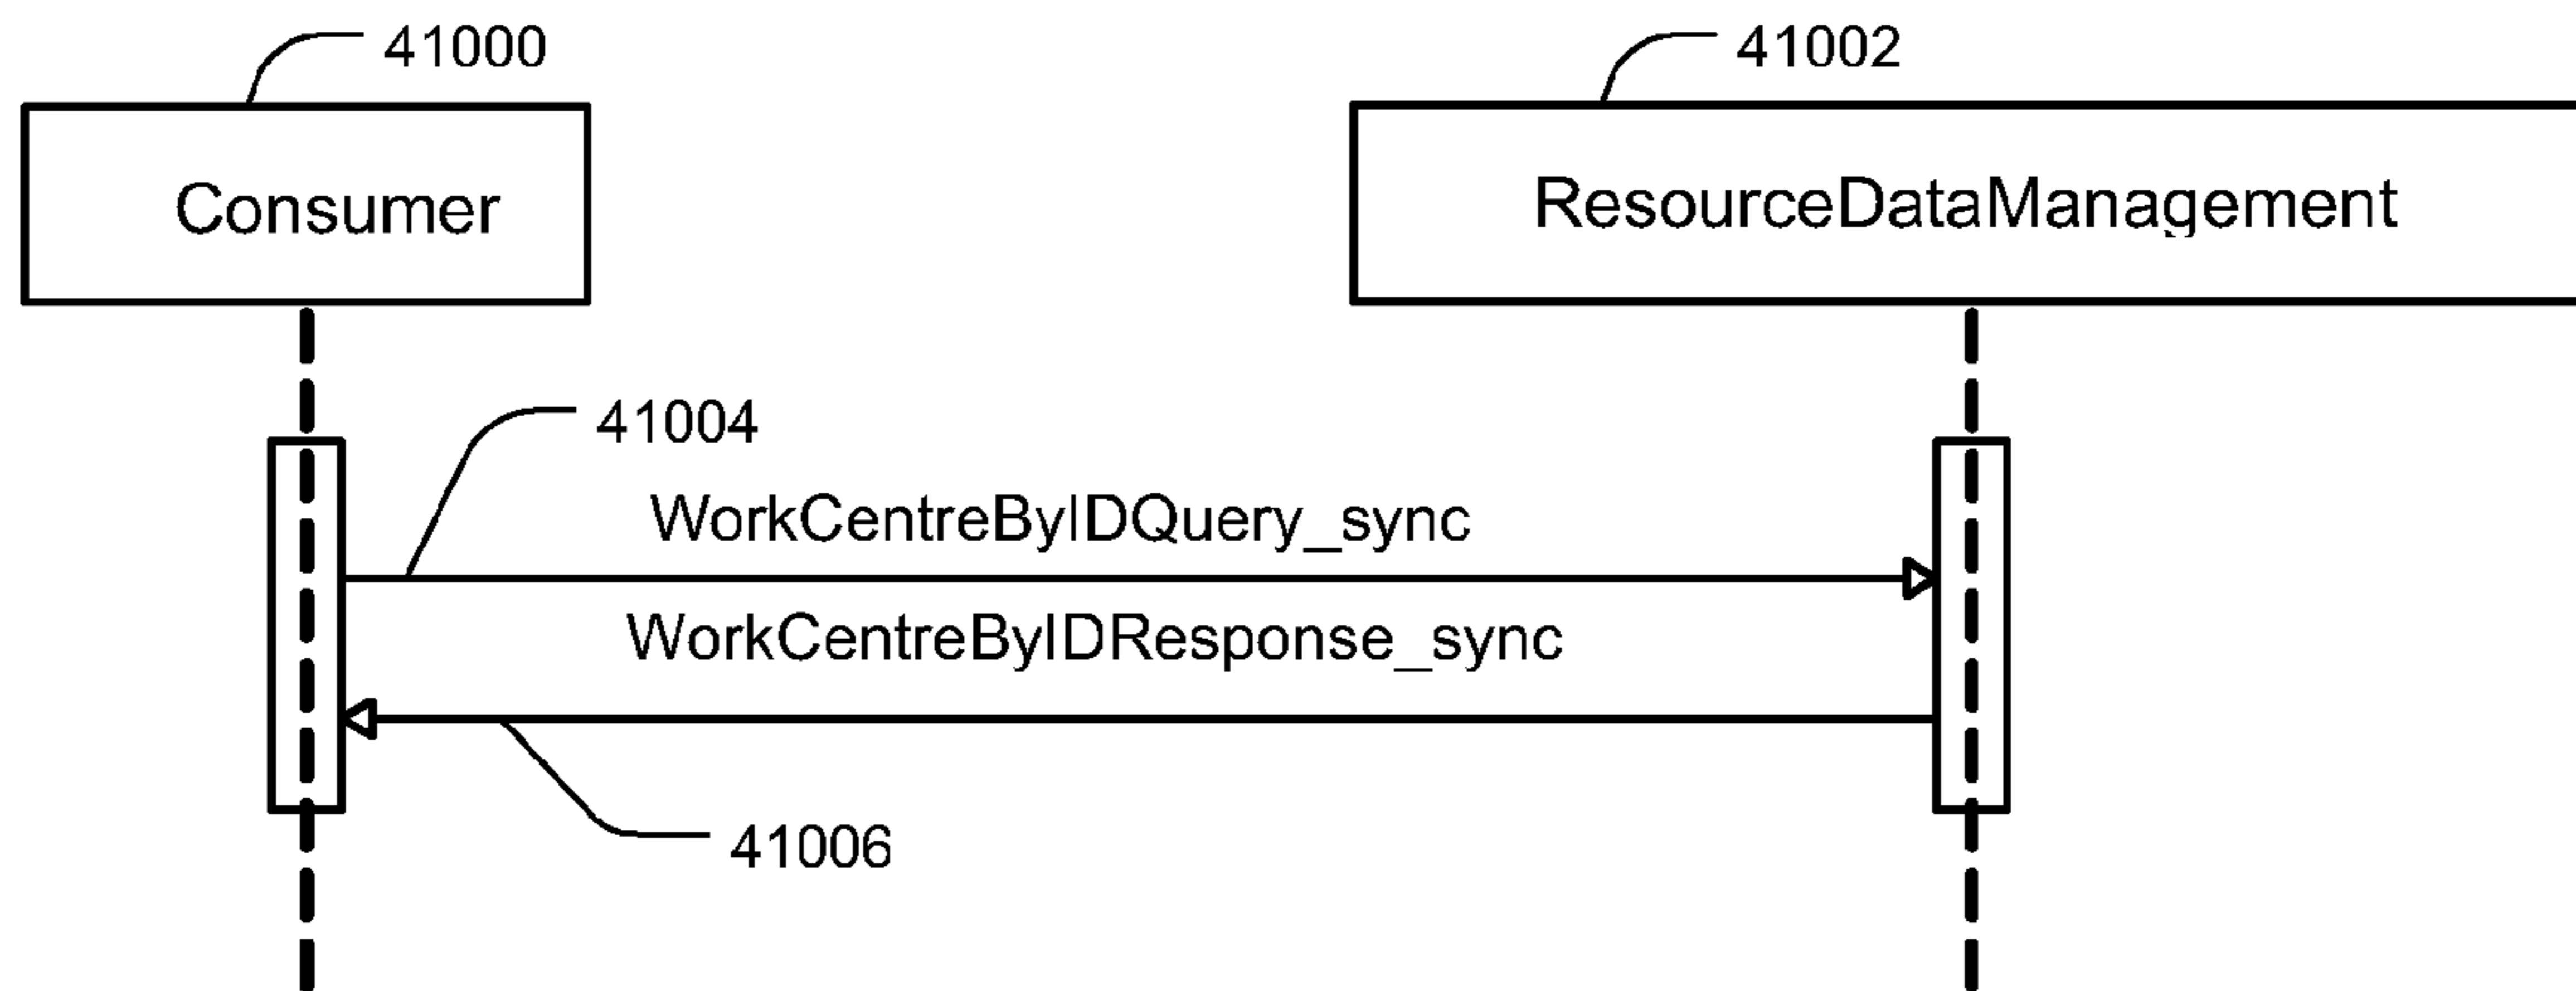 41000
41002
Consumer
ResourceDataManagement
41004
WorkCentreByIDQuery_sync
WorkCentreByIDResponse_sync
41006